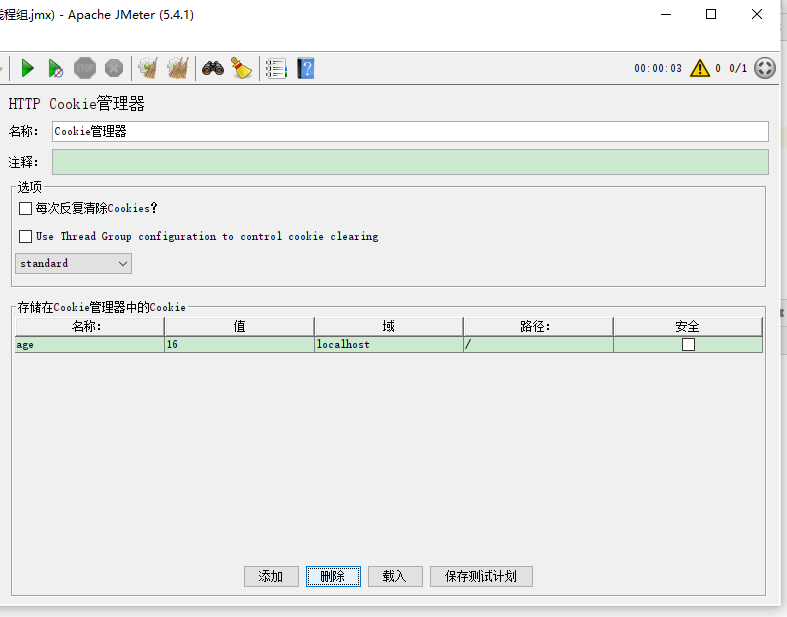 线程组.jmx) - Apache JMeter (5.4.1)
STOP
00:00:03 0 0/1
HTTP Cookie管理器
名称: Cookie管理器
注释:
选项
每次反复清除Cookies?
Use Thread Group configuration to control cookie clearing
standard
存储在Cookie管理器中的Cookie
名称: 值 域 路径: 安全
age 16 localhost /
添加 删除 载入 保存测试计划